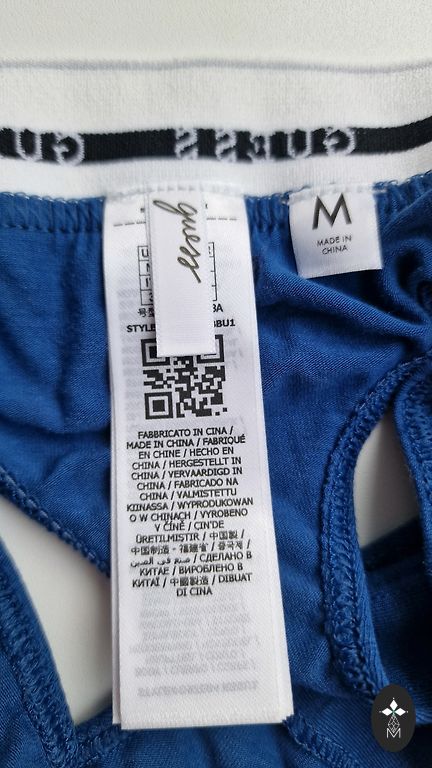 GUESS
guess
M
MADE IN
CHINA
STYLE
BBU1
FABBRICATO IN CINA /
MADE IN CHINA / FABRIQUÉ
EN CHINE / HECHO EN
CHINA / HERGESTELLT IN
CHINA / VERVAARDIGD IN
CHINA / FABRICADO NA
CHINA / VALMISTETTU
KIINASSA / WYPRODUKOWAN
O W CHINACH / VYROBENO
V ČÍNĚ / ÇIN'DE
ÜRETILMISTIR / 中国製 /
中国制造 - 福建省 / 중국제 /
صنع في الصين / СДЕЛАНО В
КИТАЕ / ВИРОБЛЕНО В
КИТАЇ / 中國製造 / DIBUAT
DI CINA
M